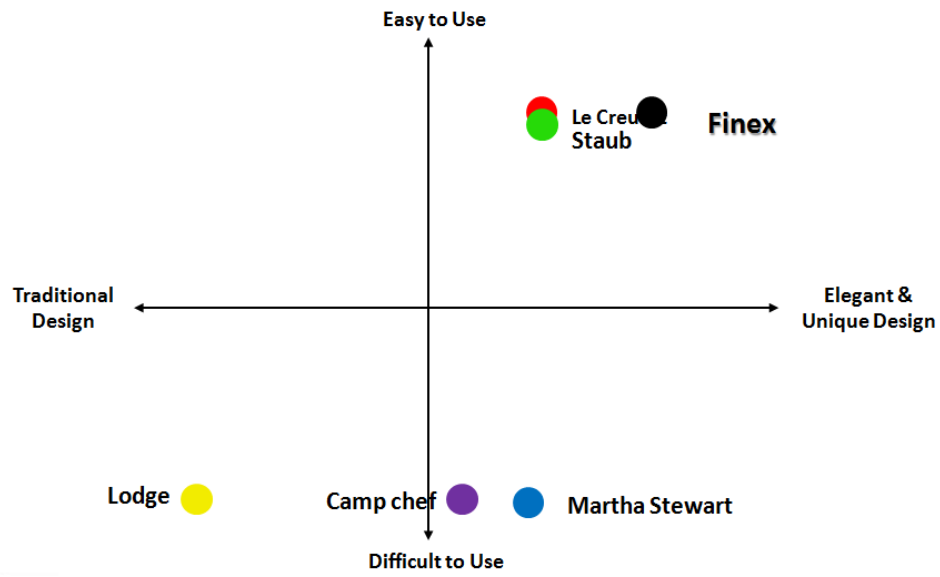 Easy to Use
Le Creu
Staub
Finex
Traditional
Design
Elegant &
Unique Design
Lodge
Camp chef
Martha Stewart
Difficult to Use